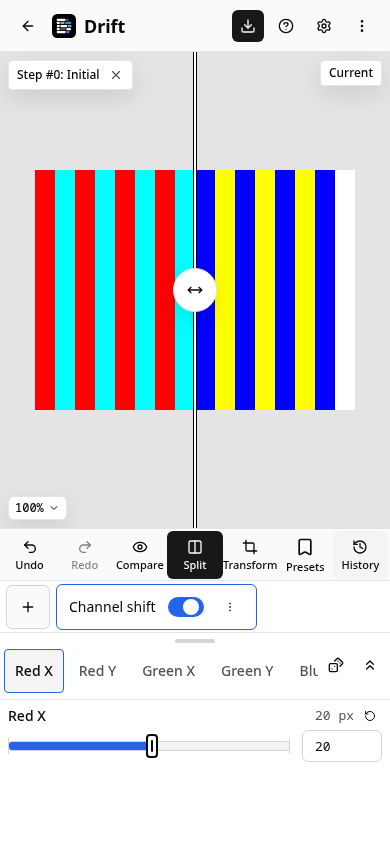 Drift
Step #0: Initial
Current
100%
Undo
Redo
Compare
Split
Transform
Presets
History
Channel shift
Red X
Red Y
Green X
Green Y
Blu
Red X
20 px
20